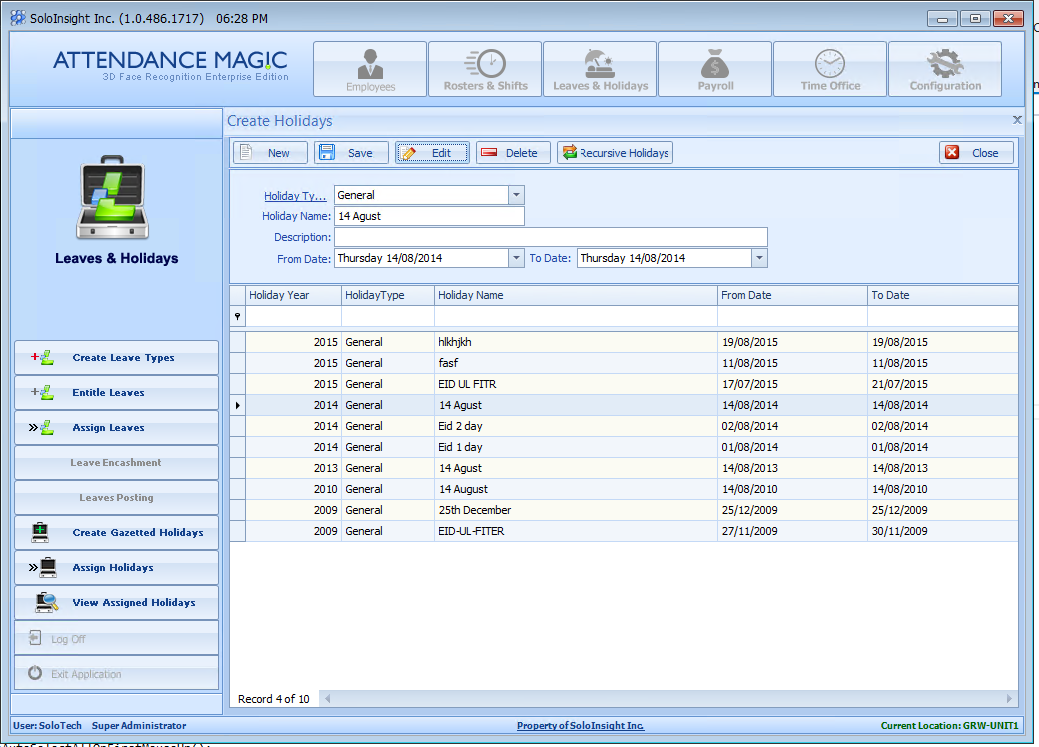 SoloInsight Inc. (1.0.486.1717)   06:28 PM
ATTENDANCE MAGIC
3D Face Recognition Enterprise Edition
Employees
Rosters & Shifts
Leaves & Holidays
Payroll
Time Office
Configuration
Leaves & Holidays
Create Leave Types
Entitle Leaves
Assign Leaves
Leave Encashment
Leaves Posting
Create Gazetted Holidays
Assign Holidays
View Assigned Holidays
Log Off
Exit Application
Create Holidays
New Save Edit Delete Recursive Holidays Close
Holiday Ty... General
Holiday Name: 14 Agust
Description:
From Date: Thursday 14/08/2014 To Date: Thursday 14/08/2014
Holiday Year HolidayType Holiday Name From Date To Date
2015 General hlkhjkh 19/08/2015 19/08/2015
2015 General fasf 11/08/2015 11/08/2015
2015 General EID UL FITR 17/07/2015 21/07/2015
2014 General 14 Agust 14/08/2014 14/08/2014
2014 General Eid 2 day 02/08/2014 02/08/2014
2014 General Eid 1 day 01/08/2014 01/08/2014
2013 General 14 Agust 14/08/2013 14/08/2013
2010 General 14 August 14/08/2010 14/08/2010
2009 General 25th December 25/12/2009 25/12/2009
2009 General EID-UL-FITER 27/11/2009 30/11/2009
Record 4 of 10
User: SoloTech Super Administrator Property of SoloInsight Inc. Current Location: GRW-UNIT1